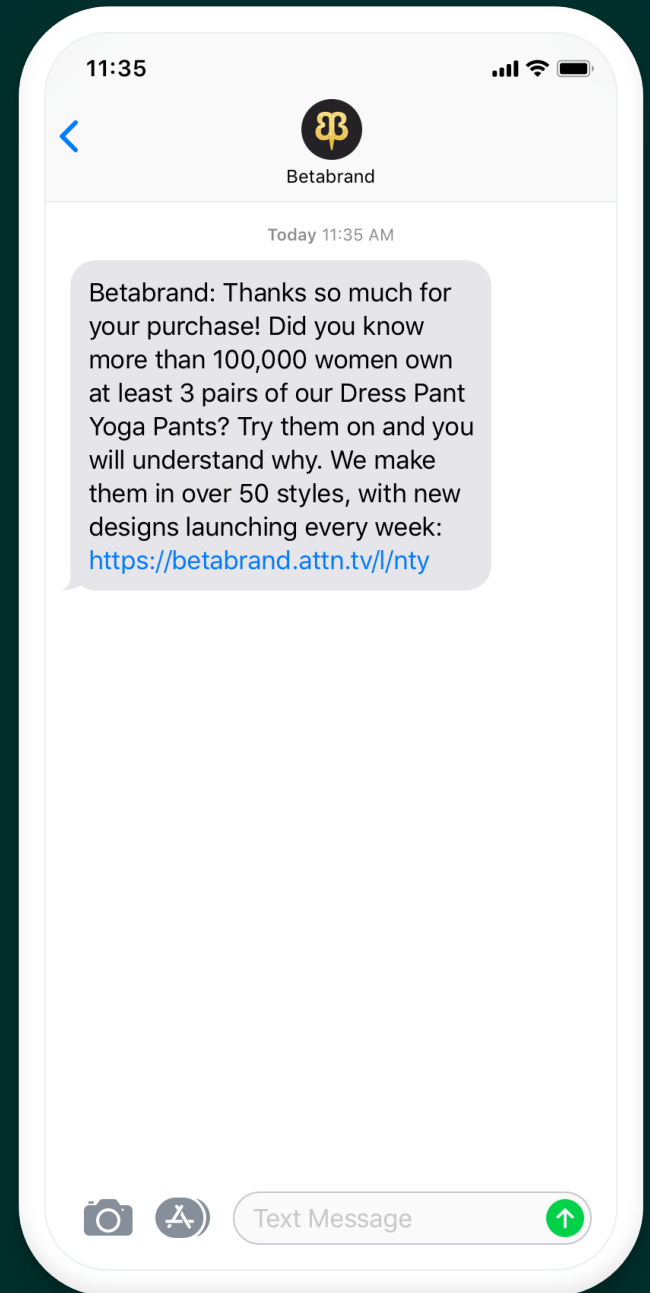 11:35
Betabrand
Today 11:35 AM
Betabrand: Thanks so much for
your purchase! Did you know
more than 100,000 women own
at least 3 pairs of our Dress Pant
Yoga Pants? Try them on and you
will understand why. We make
them in over 50 styles, with new
designs launching every week:
https://betabrand.attn.tv/l/nty
Text Message